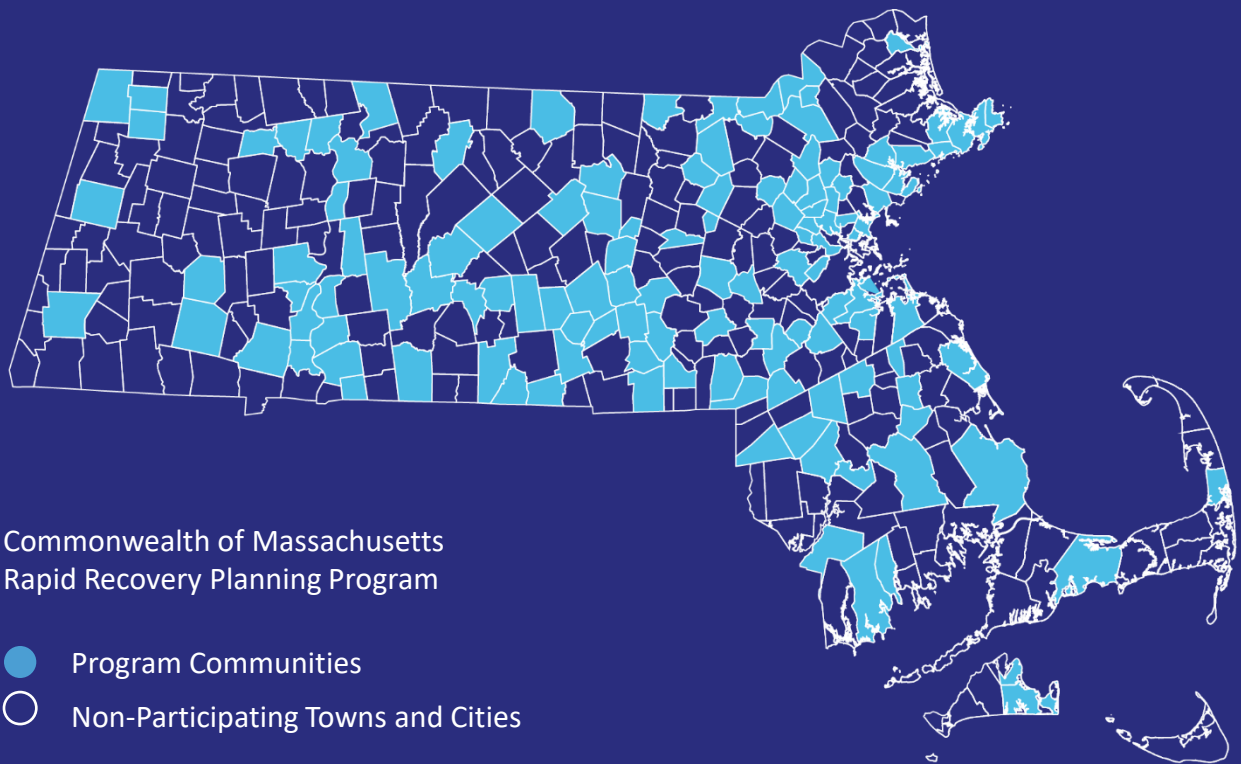 Commonwealth of Massachusetts
Rapid Recovery Planning Program
Program Communities
Non-Participating Towns and Cities